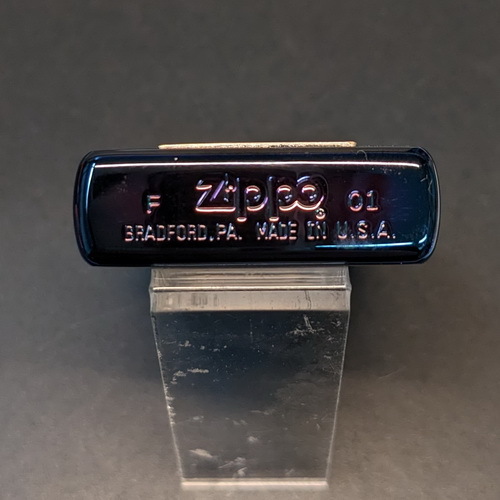 F Zippo® 01
BRADFORD, PA. MADE IN U.S.A.